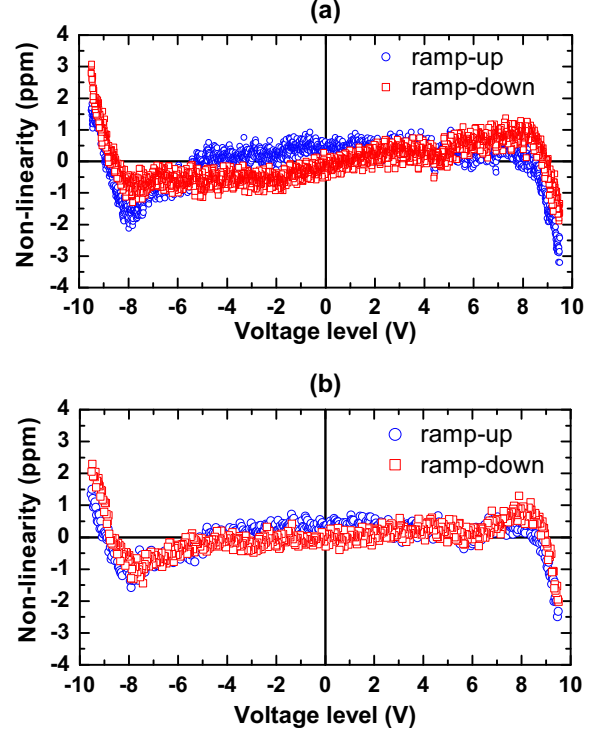 (a)
4
3
2
1
0
-1
-2
-3
-4
Non-linearity (ppm)
ramp-up
ramp-down
-10 -8 -6 -4 -2 0 2 4 6 8 10
Voltage level (V)
(b)
4
3
2
1
0
-1
-2
-3
-4
Non-linearity (ppm)
ramp-up
ramp-down
-10 -8 -6 -4 -2 0 2 4 6 8 10
Voltage level (V)